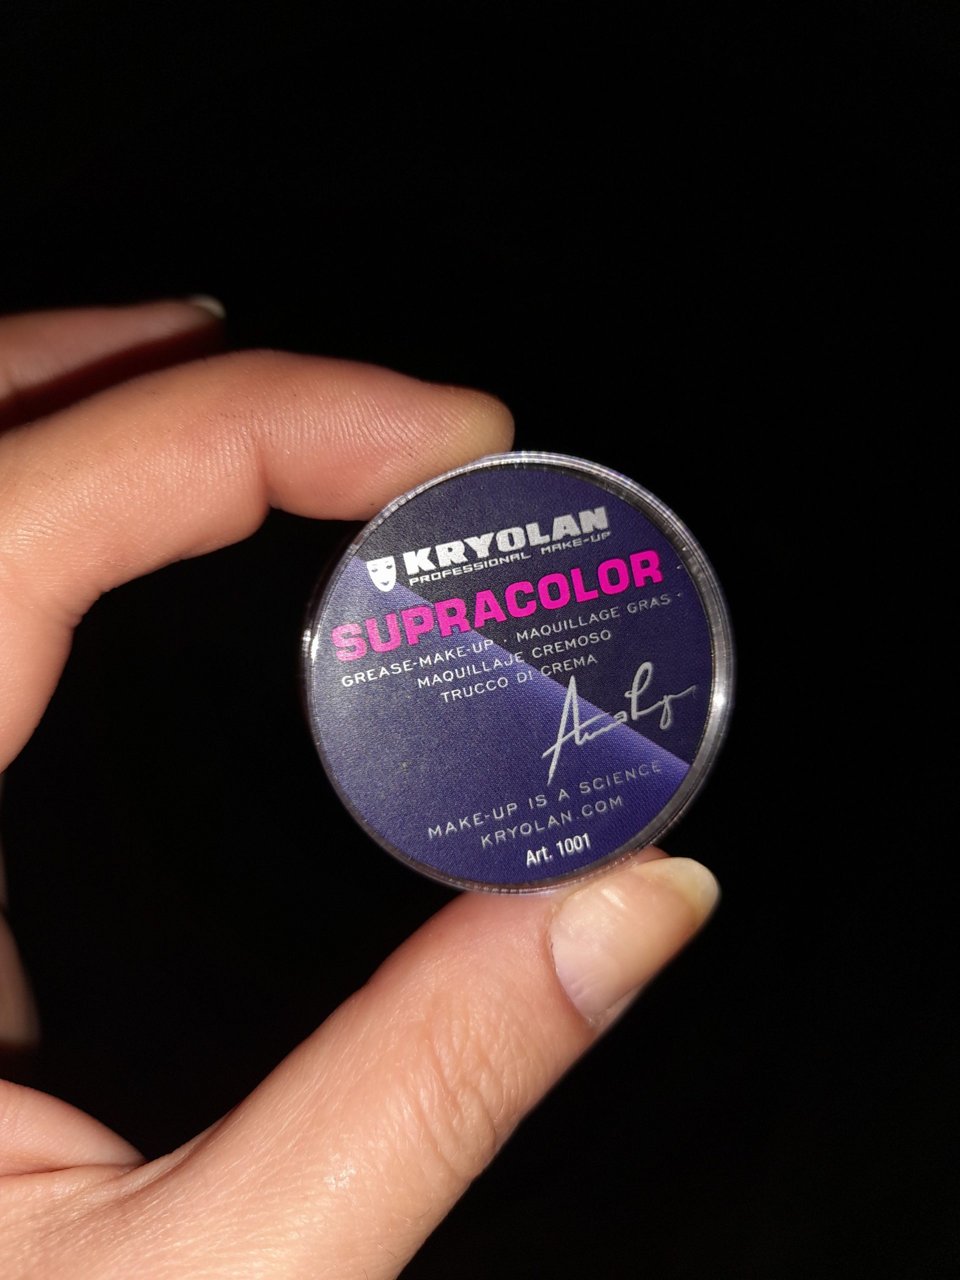 KRYOLAN
PROFESSIONAL MAKE-UP
SUPRACOLOR
GREASE-MAKE-UP · MAQUILLAGE GRAS ·
MAQUILLAJE CREMOSO
TRUCCO DI CREMA
MAKE-UP IS A SCIENCE
KRYOLAN.COM
Art. 1001